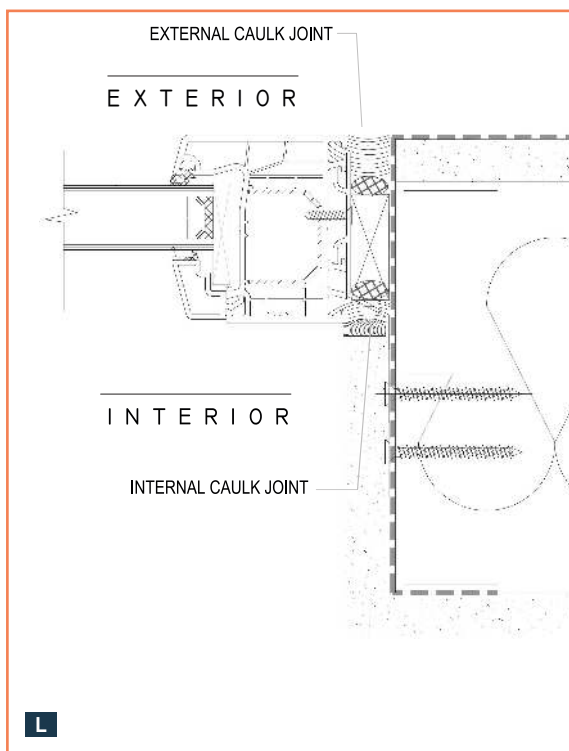 EXTERNAL CAULK JOINT
EXTERIOR
INTERIOR
INTERNAL CAULK JOINT
L